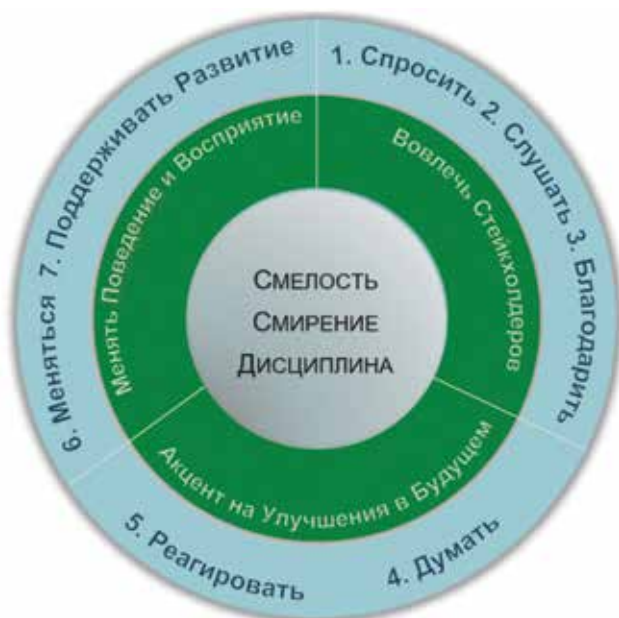 1. Спросить 2. Слушать 3. Благодарить
4. Думать
5. Реагировать
6. Меняться 7. Поддерживать Развитие
Вовлечь Стейкхолдеров
Акцент на Улучшения в Будущем
Менять Поведение и Восприятие
Смелость
Смирение
Дисциплина